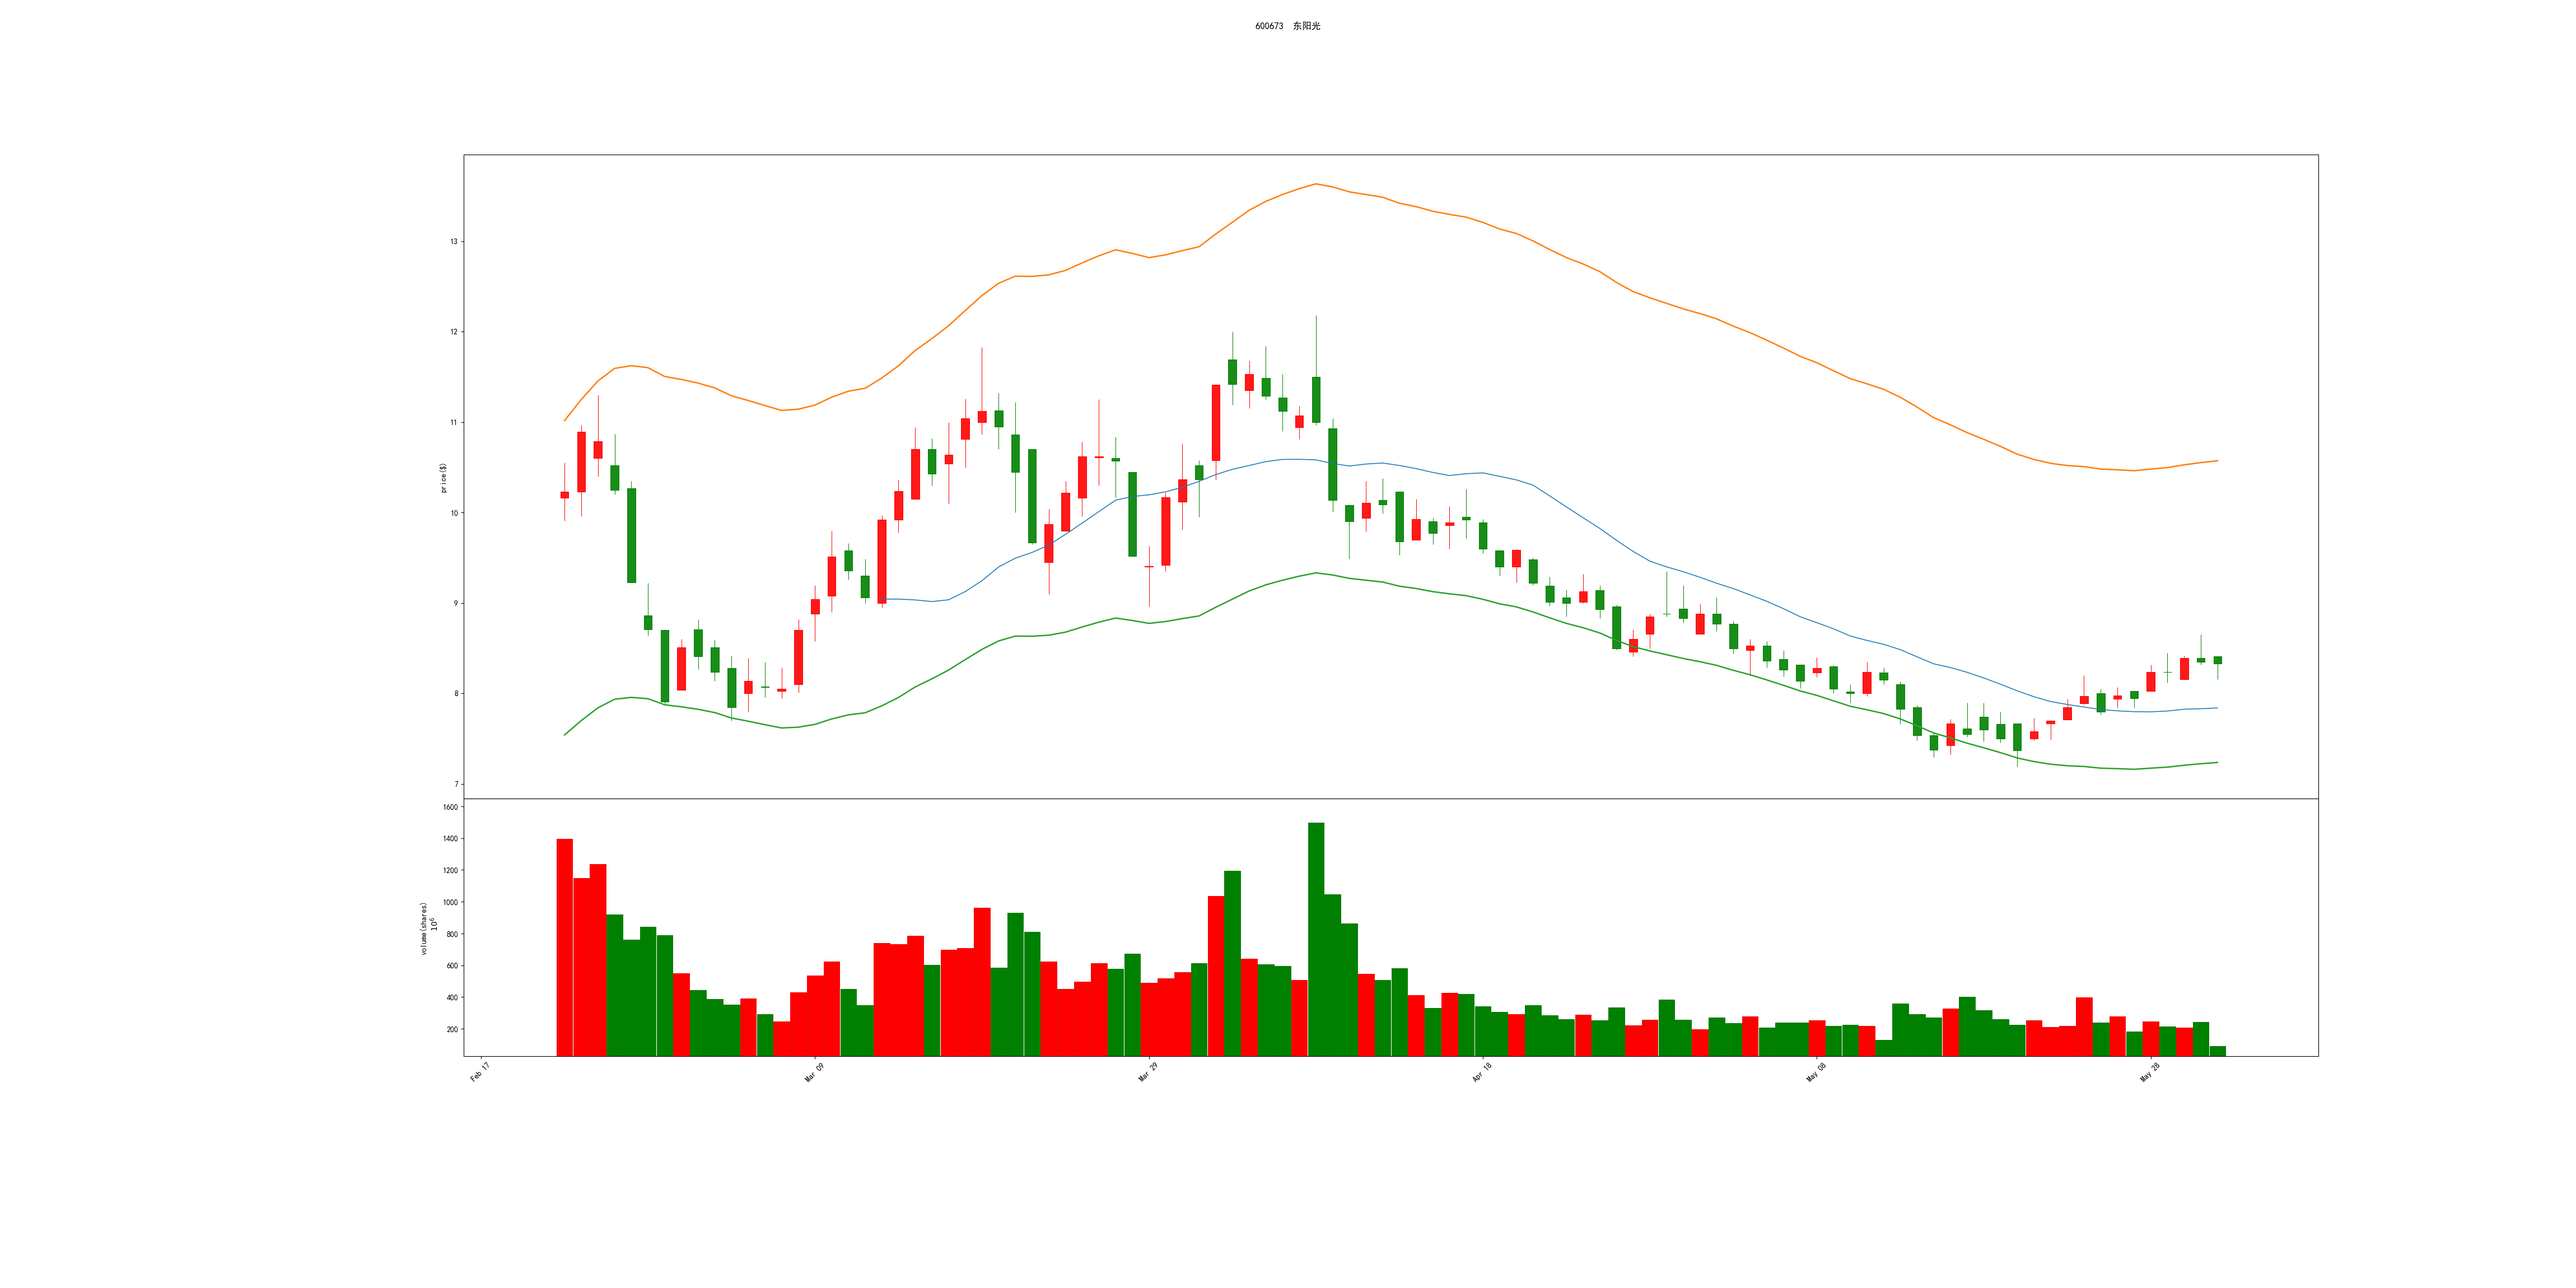 600673 东阳光
price($)
13
12
11
10
9
8
7
volume(shares)
10⁶
1600
1400
1200
1000
800
600
400
200
Feb 17
Mar 09
Mar 29
Apr 18
May 08
May 28